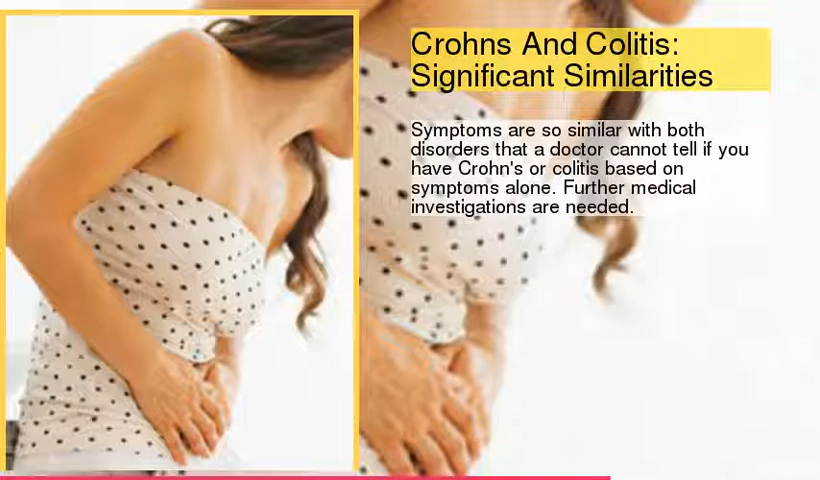 Crohns And Colitis:
Significant Similarities
Symptoms are so similar with both
disorders that a doctor cannot tell if you
have Crohn's or colitis based on
symptoms alone. Further medical
investigations are needed.